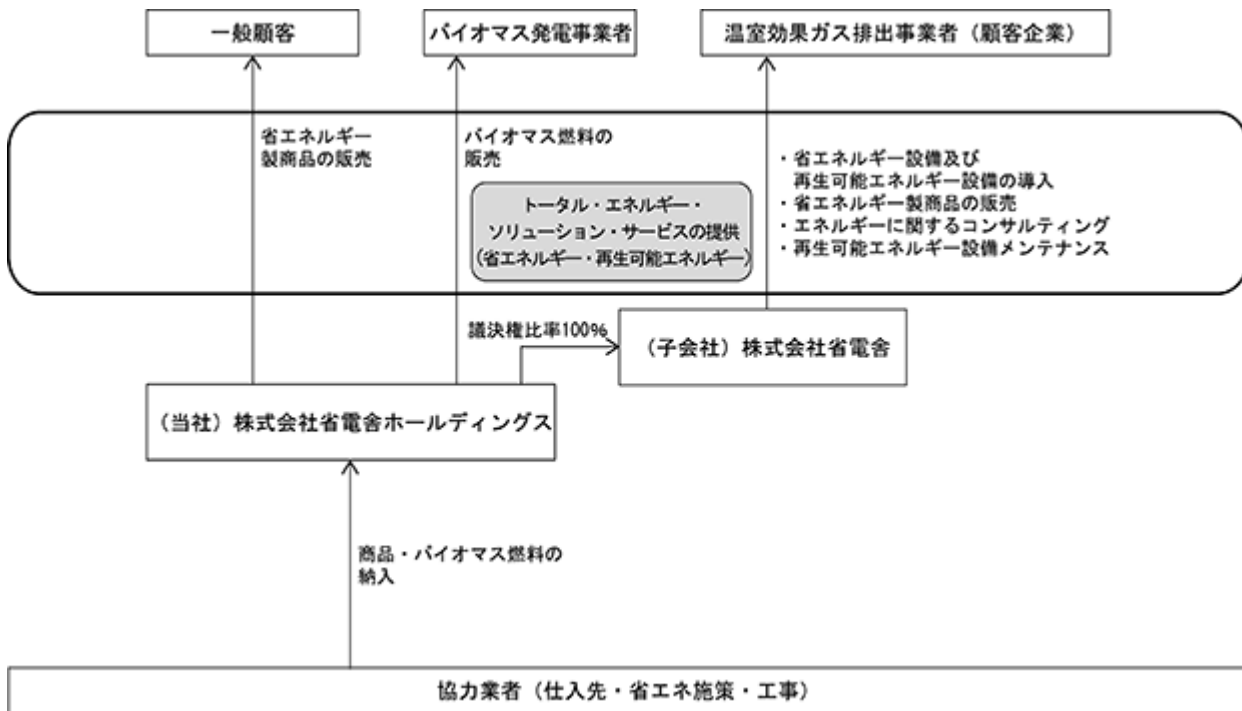 一般顧客
バイオマス発電事業者
温室効果ガス排出事業者（顧客企業）
省エネルギー
製商品の販売
バイオマス燃料の
販売
・省エネルギー設備及び
再生可能エネルギー設備の導入
・省エネルギー製商品の販売
・エネルギーに関するコンサルティング
・再生可能エネルギー設備メンテナンス
トータル・エネルギー・
ソリューション・サービスの提供
（省エネルギー・再生可能エネルギー）
議決権比率100％
（子会社）株式会社省電舎
（当社）株式会社省電舎ホールディングス
商品・バイオマス燃料の
納入
協力業者（仕入先・省エネ施策・工事）